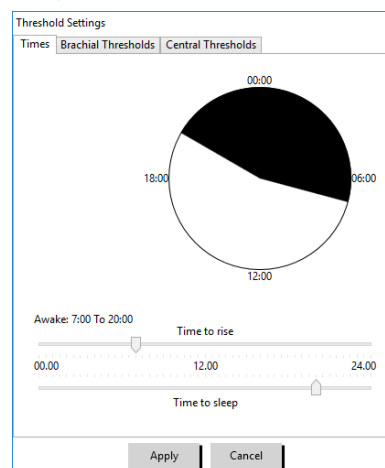 Threshold Settings
Times Brachial Thresholds Central Thresholds
00:00
18:00 06:00
12:00
Awake: 7:00 To 20:00
Time to rise
00.00 12.00 24.00
Time to sleep
Apply Cancel